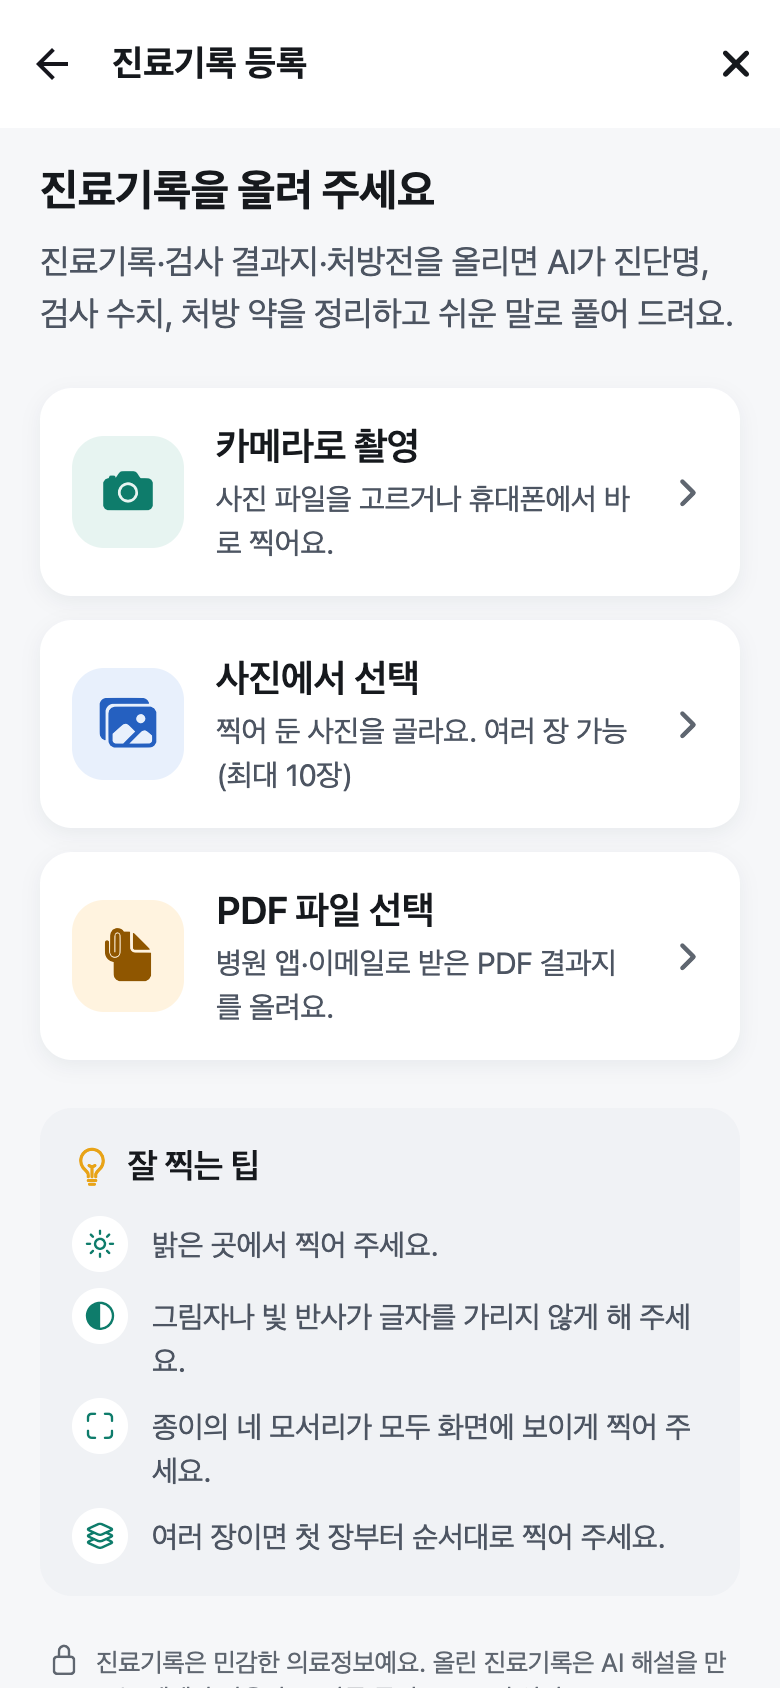 진료기록 등록
진료기록을 올려 주세요
진료기록·검사 결과지·처방전을 올리면 AI가 진단명,
검사 수치, 처방 약을 정리하고 쉬운 말로 풀어 드려요.
카메라로 촬영
사진 파일을 고르거나 휴대폰에서 바
로 찍어요.
사진에서 선택
찍어 둔 사진을 골라요. 여러 장 가능
(최대 10장)
PDF 파일 선택
병원 앱·이메일로 받은 PDF 결과지
를 올려요.
잘 찍는 팁
밝은 곳에서 찍어 주세요.
그림자나 빛 반사가 글자를 가리지 않게 해 주세
요.
종이의 네 모서리가 모두 화면에 보이게 찍어 주
세요.
여러 장이면 첫 장부터 순서대로 찍어 주세요.
진료기록은 민감한 의료정보예요. 올린 진료기록은 AI 해설을 만